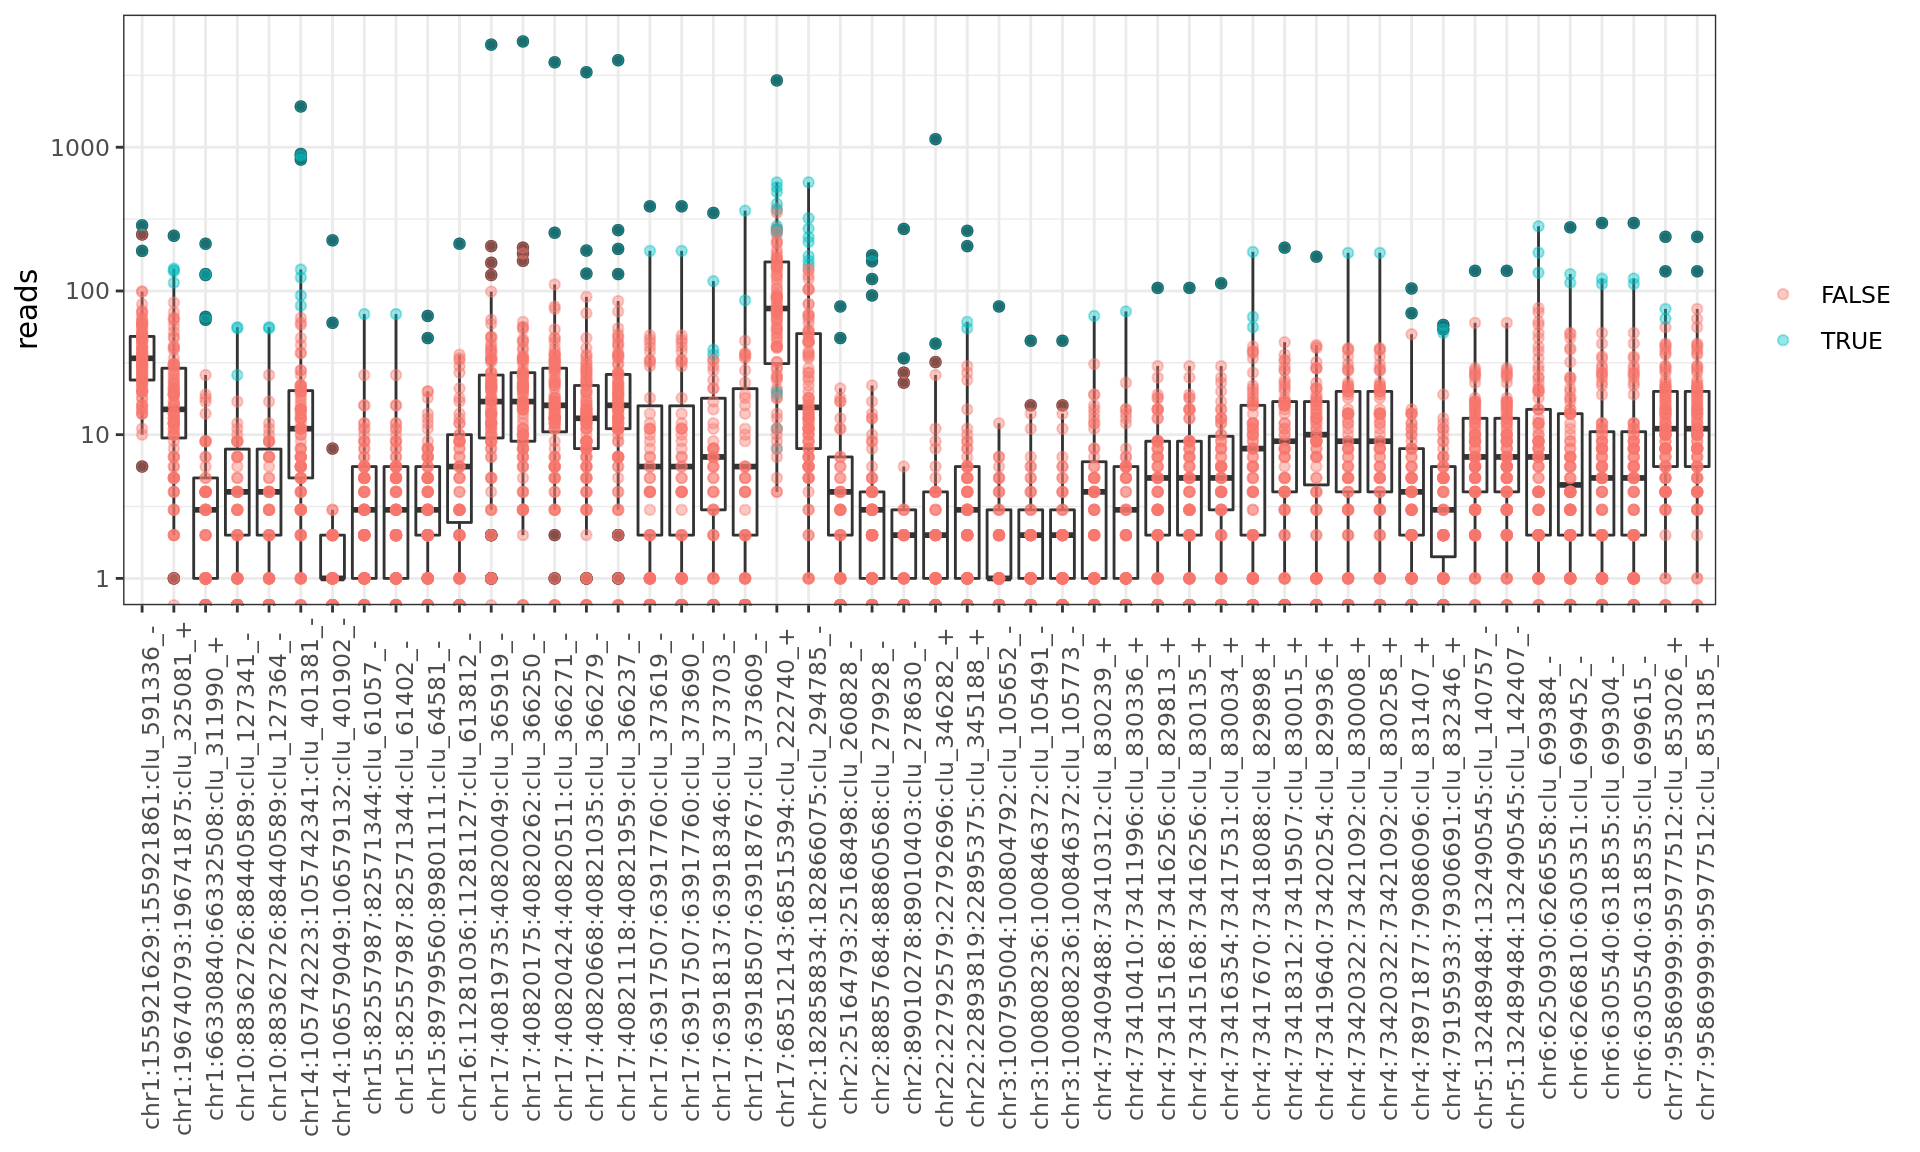 reads
1000
100
10
1
FALSE
TRUE
chr1:155921629:155921861:clu_591336_-
chr1:196740793:196741875:clu_325081_+
chr1:66330840:66332508:clu_311990_+
chr10:88362726:88440589:clu_127341_-
chr10:88362726:88440589:clu_127364_-
chr14:105742223:105742341:clu_401381_-
chr14:106579049:106579132:clu_401902_-
chr15:82557987:82571344:clu_61057_-
chr15:82557987:82571344:clu_61402_-
chr15:89799560:89801111:clu_64581_-
chr16:11281036:11281127:clu_613812_-
chr17:40819735:40820049:clu_365919_-
chr17:40820175:40820262:clu_366250_-
chr17:40820424:40820511:clu_366271_-
chr17:40820668:40821035:clu_366279_-
chr17:40821118:40821959:clu_366237_-
chr17:63917507:63917760:clu_373619_-
chr17:63917507:63917760:clu_373690_-
chr17:63918137:63918346:clu_373703_-
chr17:63918507:63918767:clu_373609_-
chr17:68512143:68515394:clu_222740_+
chr2:182858834:182866075:clu_294785_-
chr2:25164793:25168498:clu_260828_-
chr2:88857684:88860568:clu_279928_-
chr2:89010278:89010403:clu_278630_-
chr22:22792579:22792696:clu_346282_+
chr22:22893819:22895375:clu_345188_+
chr3:100795004:100804792:clu_105652_-
chr3:100808236:100846372:clu_105491_-
chr3:100808236:100846372:clu_105773_-
chr4:73409488:73410312:clu_830239_+
chr4:73410410:73411996:clu_830336_+
chr4:73415168:73416256:clu_829813_+
chr4:73415168:73416256:clu_830135_+
chr4:73416354:73417531:clu_830034_+
chr4:73417670:73418088:clu_829898_+
chr4:73418312:73419507:clu_830015_+
chr4:73419640:73420254:clu_829936_+
chr4:73420322:73421092:clu_830008_+
chr4:73420322:73421092:clu_830258_+
chr4:78971877:79086096:clu_831407_+
chr4:79195933:79306691:clu_832346_+
chr5:132489484:132490545:clu_140757_-
chr5:132489484:132490545:clu_142407_-
chr6:6250930:6266558:clu_699384_-
chr6:6266810:6305351:clu_699452_-
chr6:6305540:6318535:clu_699304_-
chr6:6305540:6318535:clu_699615_-
chr7:95869999:95977512:clu_853026_+
chr7:95869999:95977512:clu_853185_+